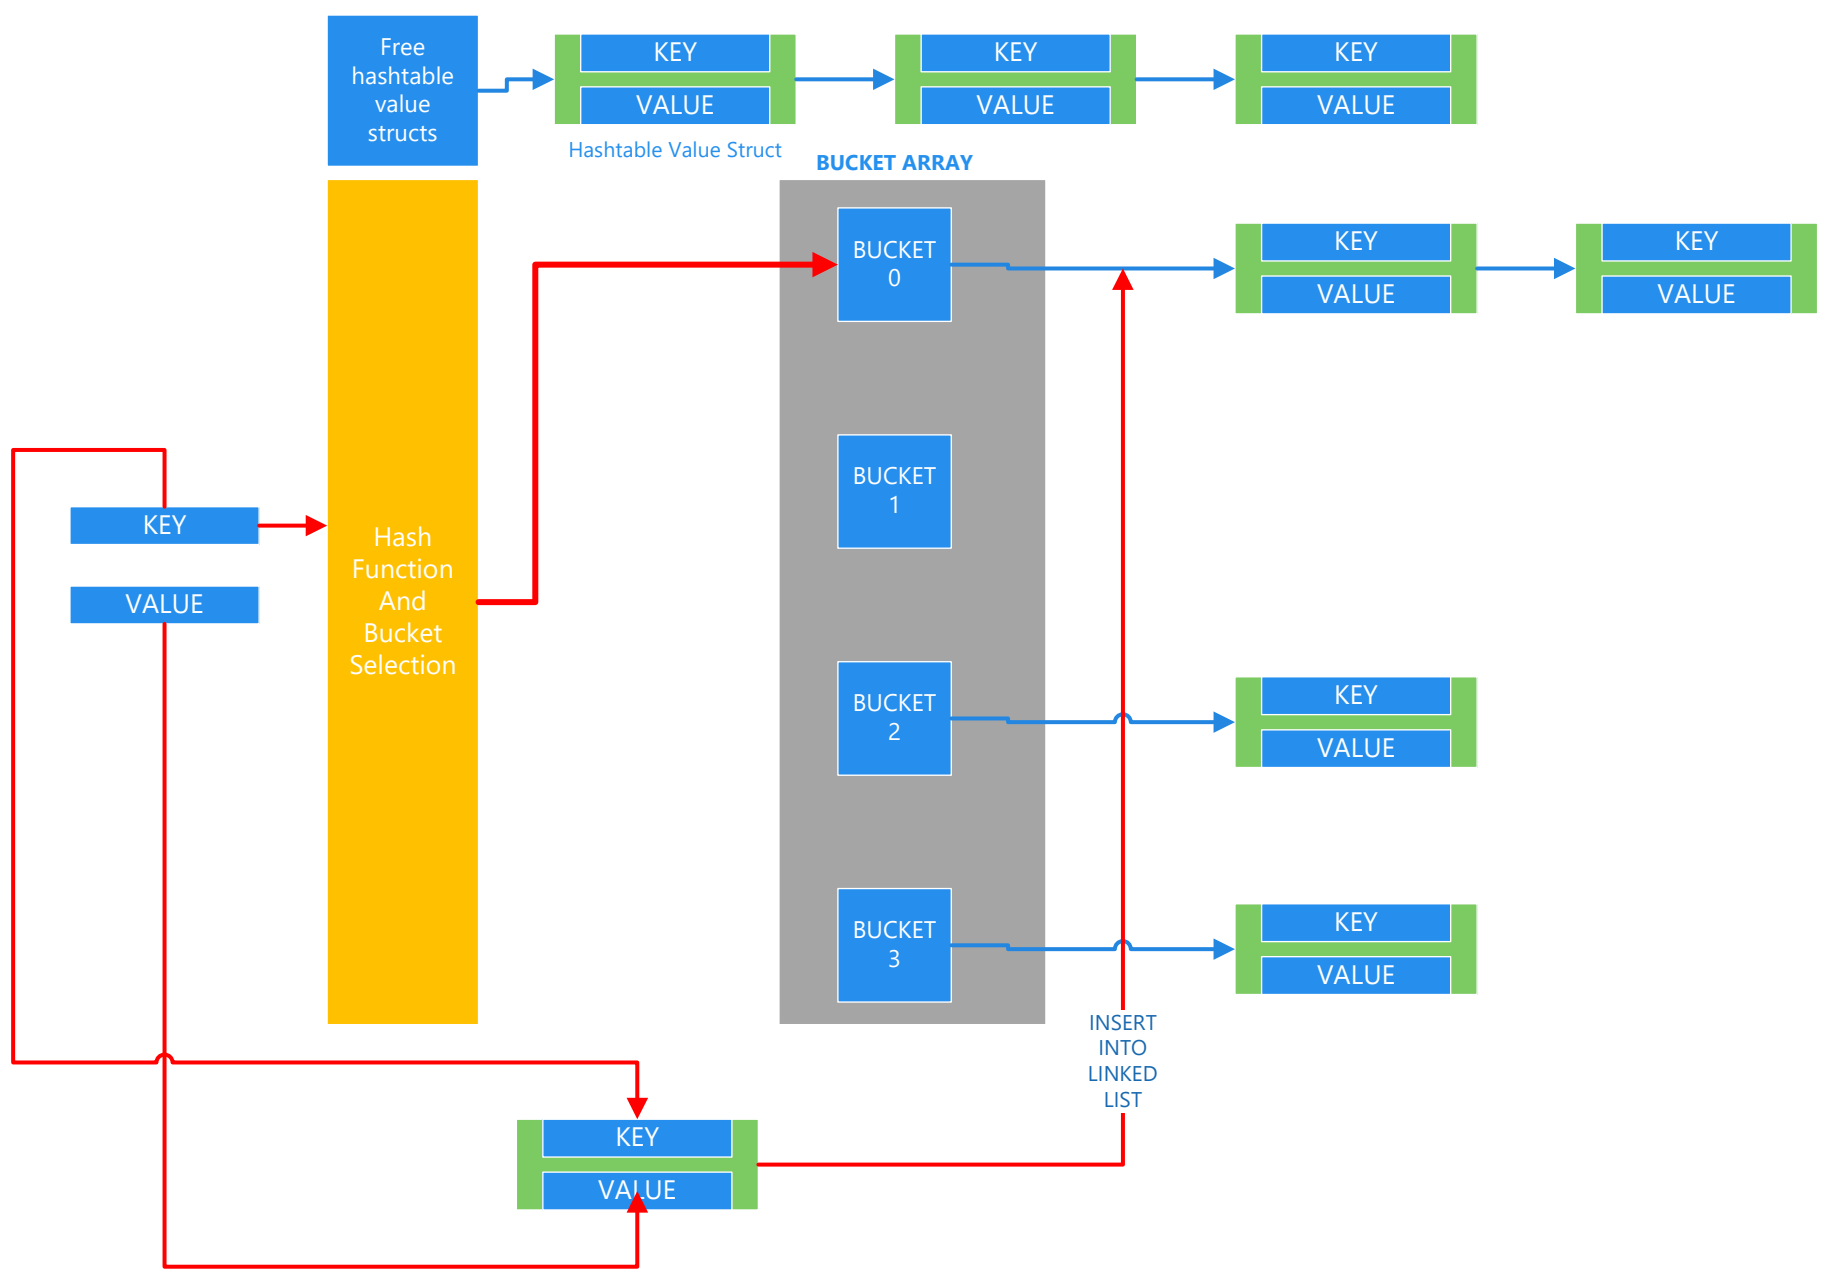 Free
hashtable
value
structs
KEY
VALUE
KEY
VALUE
KEY
VALUE
Hashtable Value Struct
BUCKET ARRAY
BUCKET
0
KEY
VALUE
KEY
VALUE
BUCKET
1
KEY
VALUE
Hash
Function
And
Bucket
Selection
BUCKET
2
KEY
VALUE
BUCKET
3
KEY
VALUE
INSERT
INTO
LINKED
LIST
KEY
VALUE